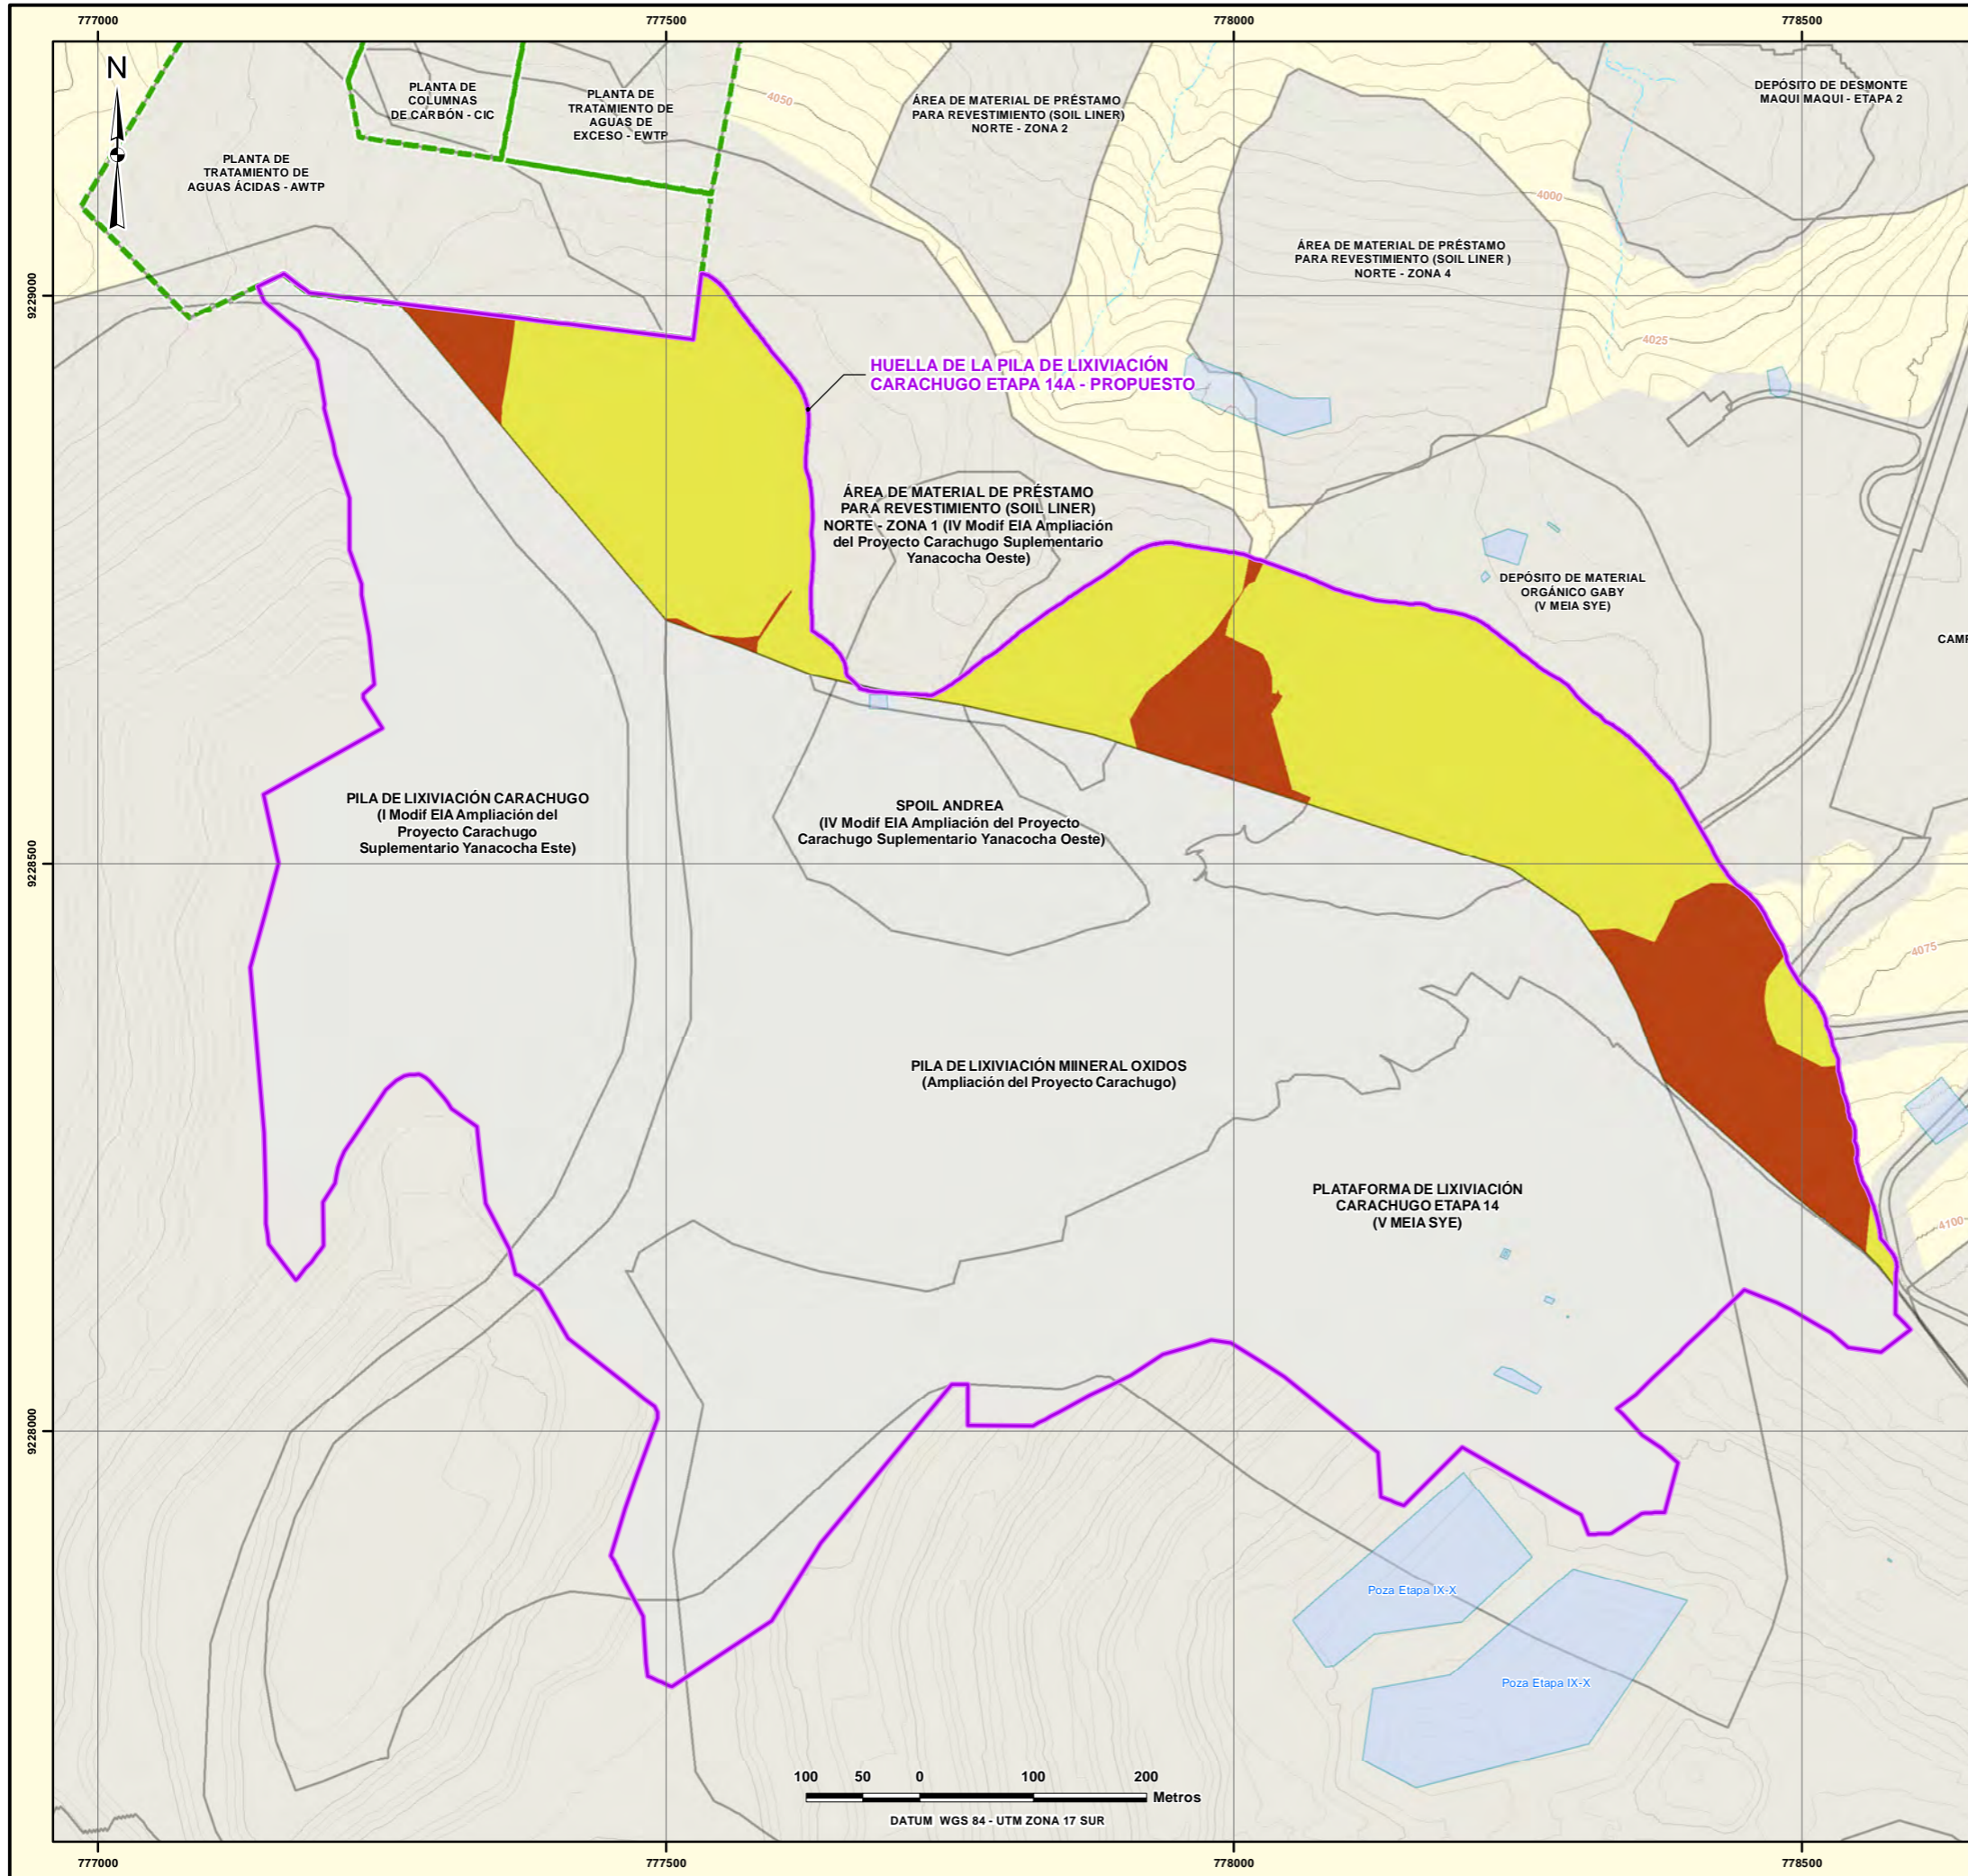 777000
777500
778000
778500
N
PLANTA DE
COLUMNAS
DE CARBÓN - CIC
PLANTA DE
TRATAMIENTO DE
AGUAS DE
EXCESO - EWTP
4050
ÁREA DE MATERIAL DE PRÉSTAMO
PARA REVESTIMIENTO (SOIL LINER)
NORTE - ZONA 2
DEPÓSITO DE DESMONTE
MAQUI MAQUI - ETAPA 2
PLANTA DE
TRATAMIENTO DE
AGUAS ÁCIDAS - AWTP
4000
ÁREA DE MATERIAL DE PRÉSTAMO
PARA REVESTIMIENTO (SOIL LINER )
NORTE - ZONA 4
9229000
4025
HUELLA DE LA PILA DE LIXIVIACIÓN
CARACHUGO ETAPA 14A - PROPUESTO
ÁREA DE MATERIAL DE PRÉSTAMO
PARA REVESTIMIENTO (SOIL LINER)
NORTE - ZONA 1 (IV Modif EIA Ampliación
del Proyecto Carachugo Suplementario
Yanacocha Oeste)
DEPÓSITO DE MATERIAL
ORGÁNICO GABY
(V MEIA SYE)
PILA DE LIXIVIACIÓN CARACHUGO
(I Modif EIA Ampliación del
Proyecto Carachugo
Suplementario Yanacocha Este)
SPOIL ANDREA
(IV Modif EIA Ampliación del Proyecto
Carachugo Suplementario Yanacocha Oeste)
9228500
4075
PILA DE LIXIVIACIÓN MIINERAL OXIDOS
(Ampliación del Proyecto Carachugo)
PLATAFORMA DE LIXIVIACIÓN
CARACHUGO ETAPA 14
(V MEIA SYE)
4100
9228000
Poza Etapa IX-X
Poza Etapa IX-X
100 50 0 100 200
Metros
DATUM WGS 84 - UTM ZONA 17 SUR
777000
777500
778000
778500